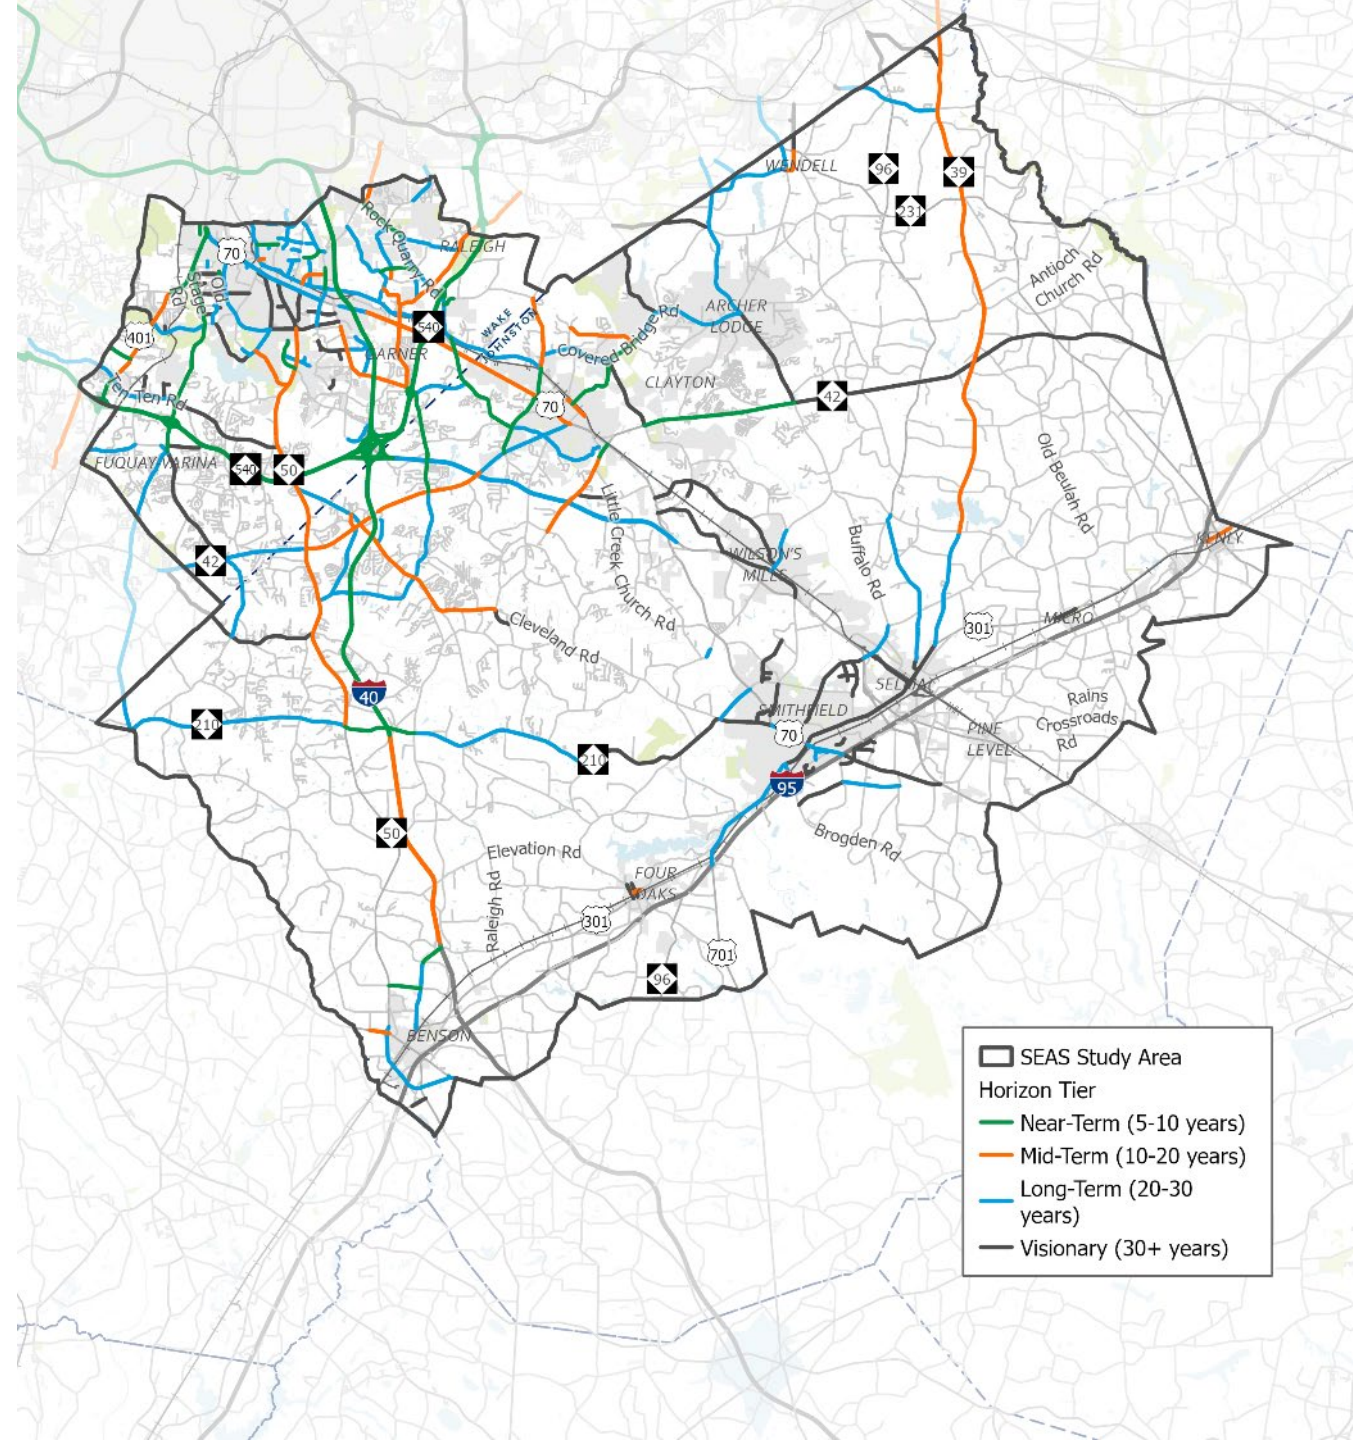 WENDELL
96
39
231
Rock Quarry Rd
RALEIGH
70
Old
Stage
Rd
Antioch
Church Rd
WAKE
JOHNSTON
ARCHER
LODGE
540
401
GARNER
Covered Bridge Rd
CLAYTON
Ten-Ten Rd
42
70
FUQUAY-VARINA
540
50
Old Beulah Rd
Little Creek Church Rd
Buffalo Rd
KENLY
42
WILSON'S
MILLS
Cleveland Rd
301
MICRO
SELMA
40
210
SMITHFIELD
Rains
Crossroads
Rd
70
PINE
LEVEL
210
95
50
Elevation Rd
Brogden Rd
FOUR
OAKS
Raleigh Rd
301
701
96
BENSON
SEAS Study Area
Horizon Tier
Near-Term (5-10 years)
Mid-Term (10-20 years)
Long-Term (20-30
years)
Visionary (30+ years)